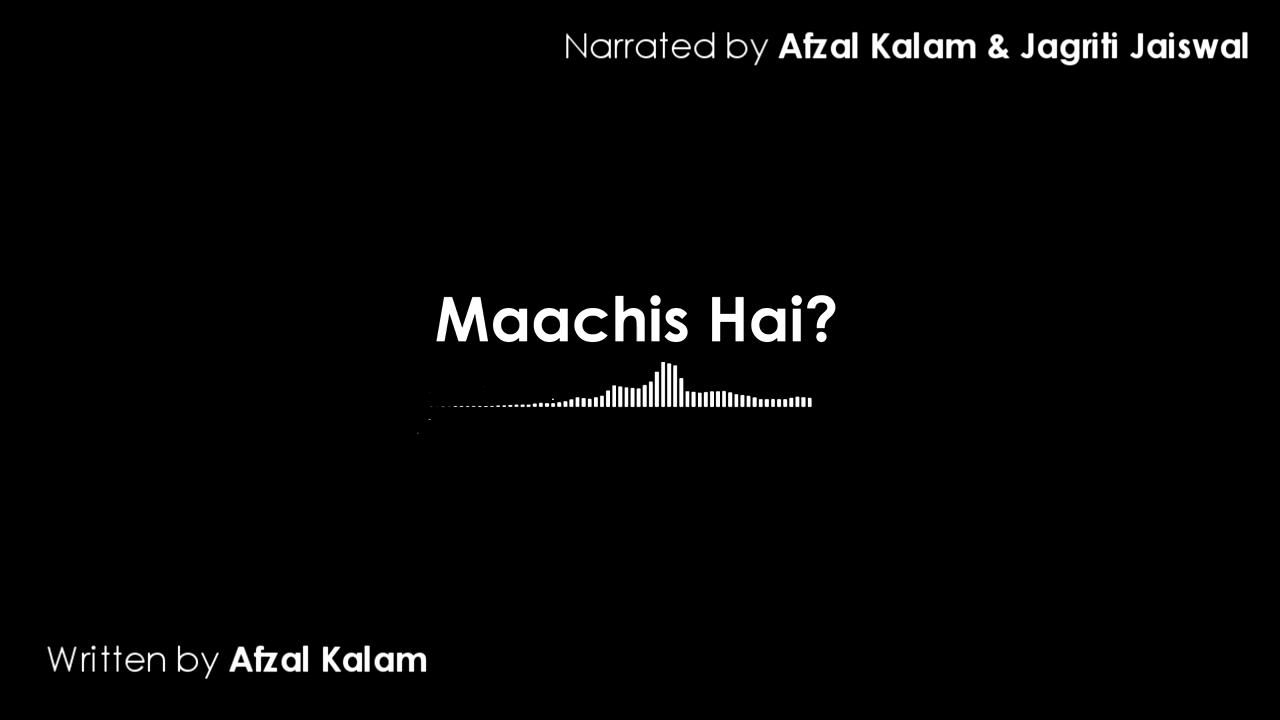 Narrated by Afzal Kalam & Jagriti Jaiswal
Maachis Hai?
Written by Afzal Kalam